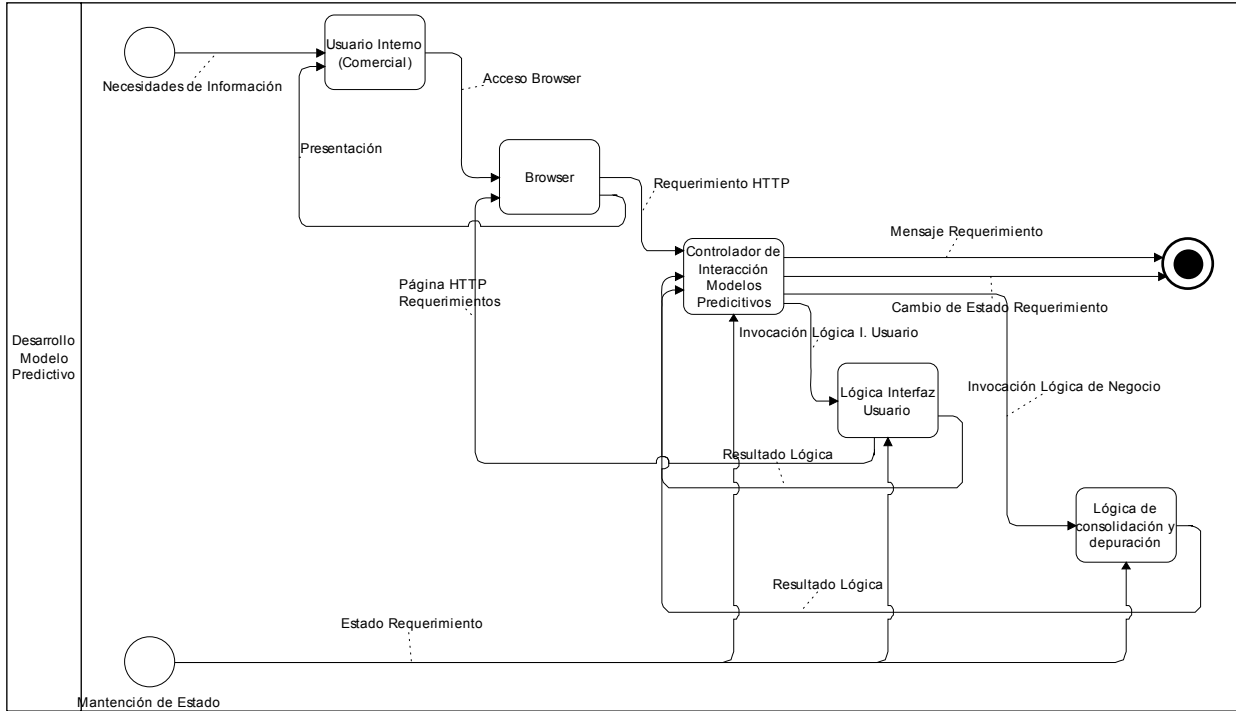 Usuario Interno
(Comercial)
Necesidades de Información
Acceso Browser
Presentación
Browser
Requerimiento HTTP
Mensaje Requerimiento
Controlador de
Interacción
Modelos
Predicitivos
Página HTTP
Requerimientos
Cambio de Estado Requerimiento
Invocación Lógica I. Usuario
Desarrollo
Modelo
Predictivo
Lógica Interfaz
Usuario
Invocación Lógica de Negocio
Resultado Lógica
Lógica de
consolidación y
depuración
Resultado Lógica
Estado Requerimiento
Mantención de Estado